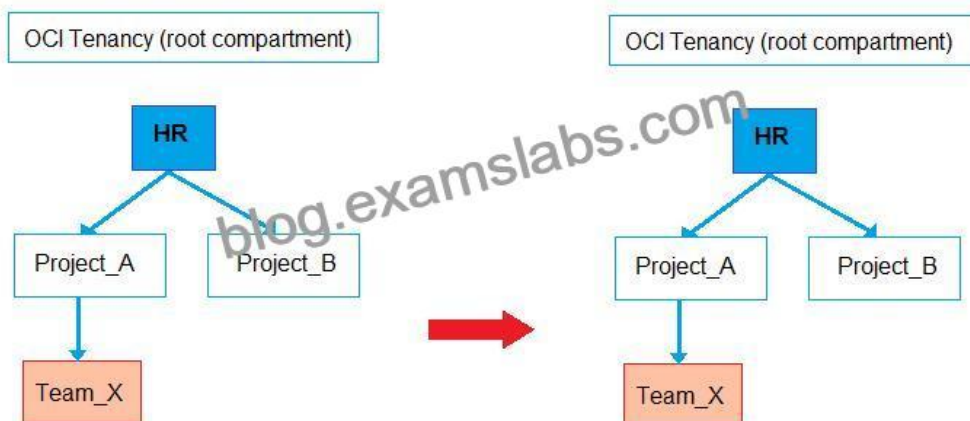 OCI Tenancy (root compartment)
HR
Project_A
Project_B
Team_X
OCI Tenancy (root compartment)
HR
Project_A
Project_B
Team_X
blog.examslabs.com